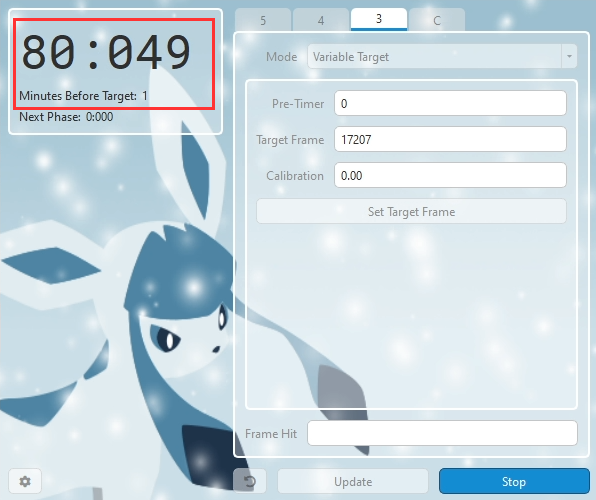 80:049
Minutes Before Target: 1
Next Phase: 0:000
5 4 3 C
Mode Variable Target
Pre-Timer 0
Target Frame 17207
Calibration 0.00
Set Target Frame
Frame Hit
Update Stop